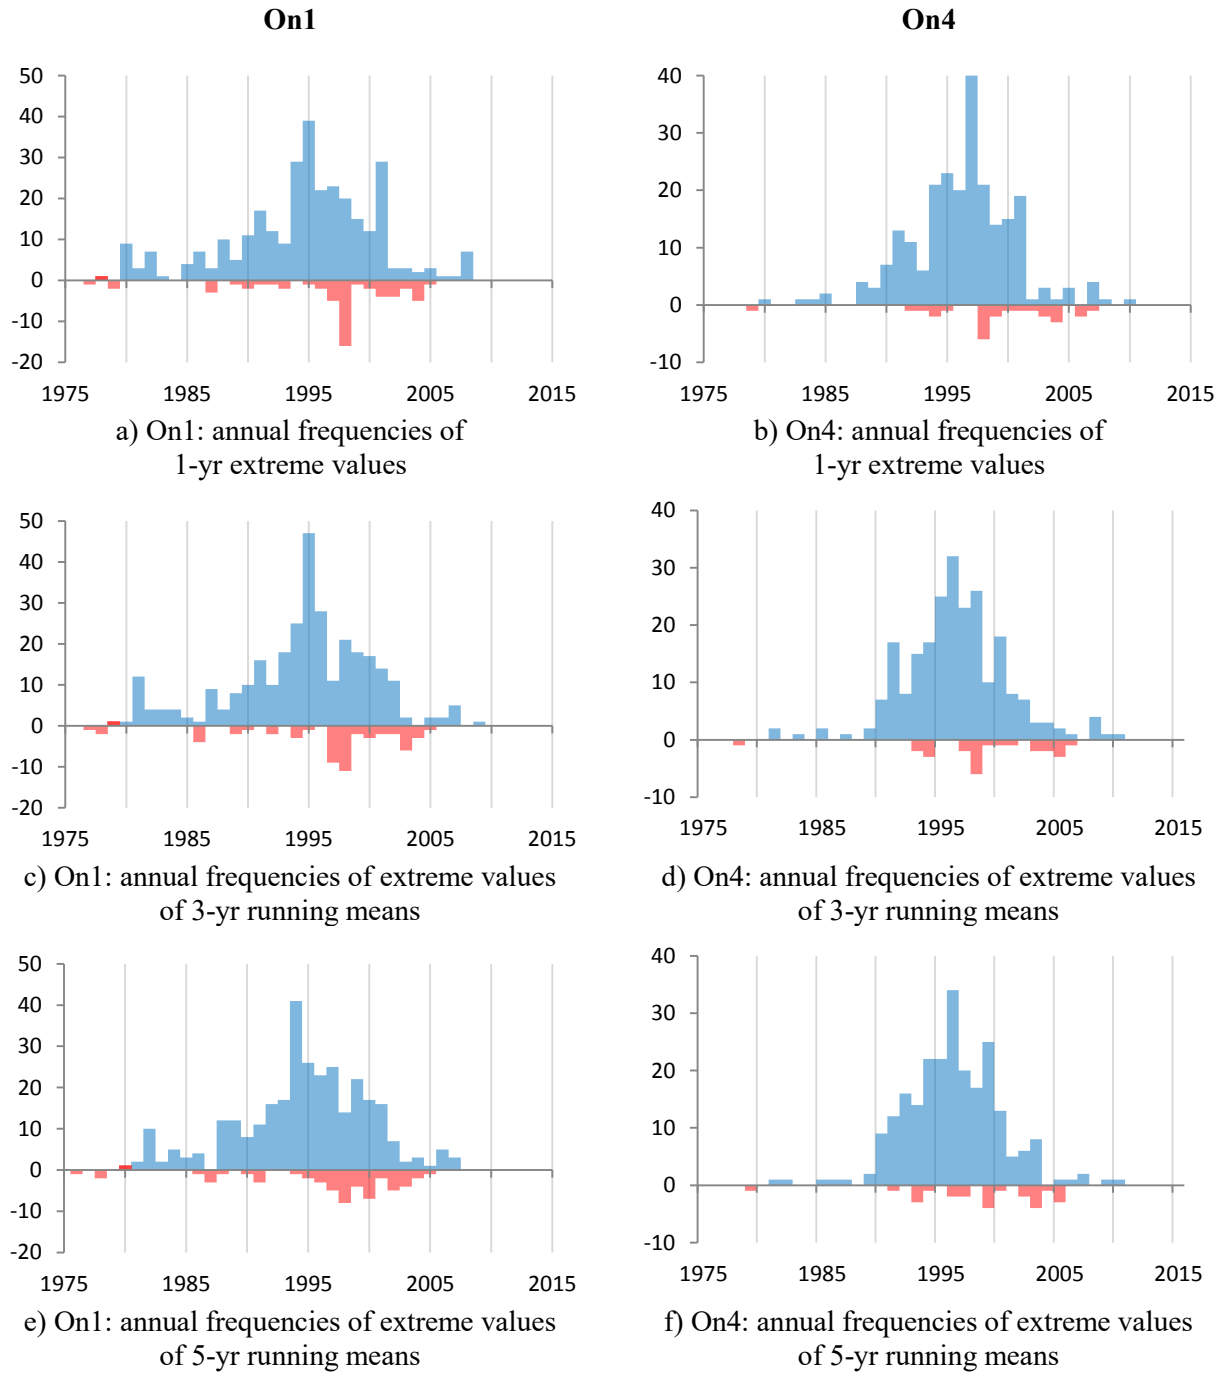 On1
On4
50
40
30
20
10
0
-10
-20
1975 1985 1995 2005 2015
a) On1: annual frequencies of
1-yr extreme values
40
30
20
10
0
-10
1975 1985 1995 2005 2015
b) On4: annual frequencies of
1-yr extreme values
50
40
30
20
10
0
-10
-20
1975 1985 1995 2005 2015
c) On1: annual frequencies of extreme values
of 3-yr running means
40
30
20
10
0
-10
1975 1985 1995 2005 2015
d) On4: annual frequencies of extreme values
of 3-yr running means
50
40
30
20
10
0
-10
-20
1975 1985 1995 2005 2015
e) On1: annual frequencies of extreme values
of 5-yr running means
40
30
20
10
0
-10
1975 1985 1995 2005 2015
f) On4: annual frequencies of extreme values
of 5-yr running means